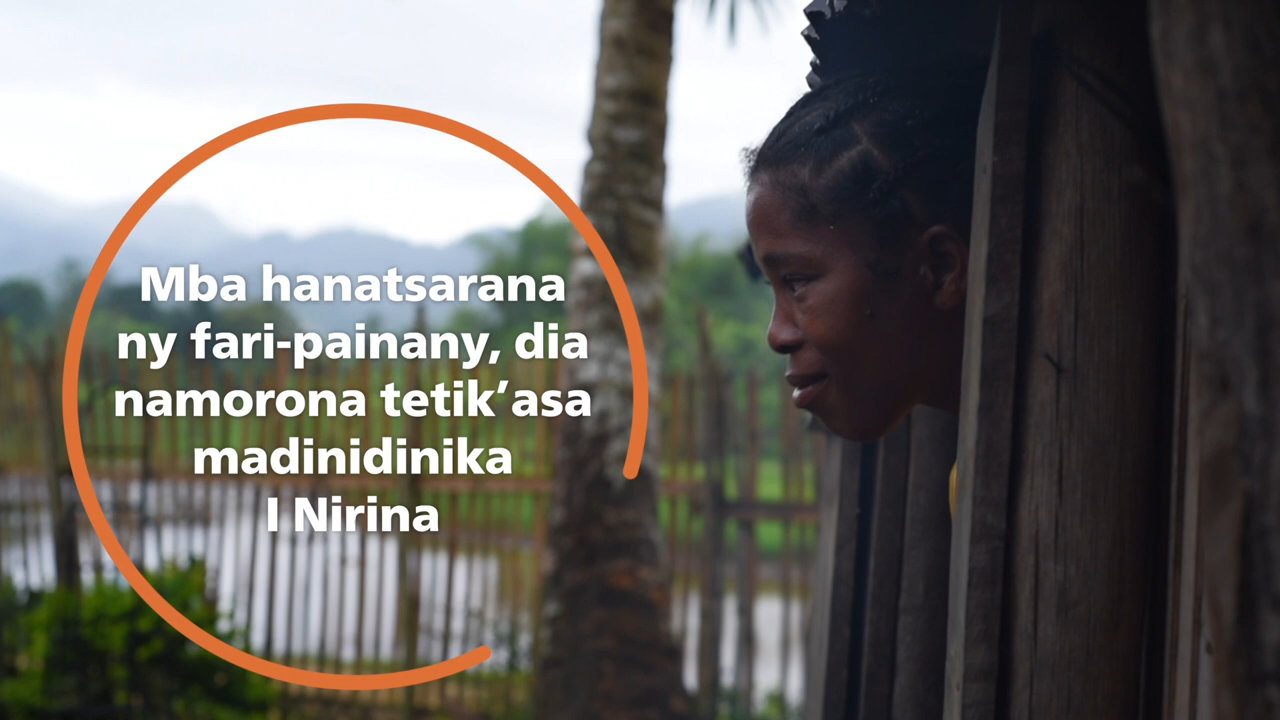 Mba hanatsarana
ny fari-painany, dia
namorona tetik’asa
madinidinika
I Nirina